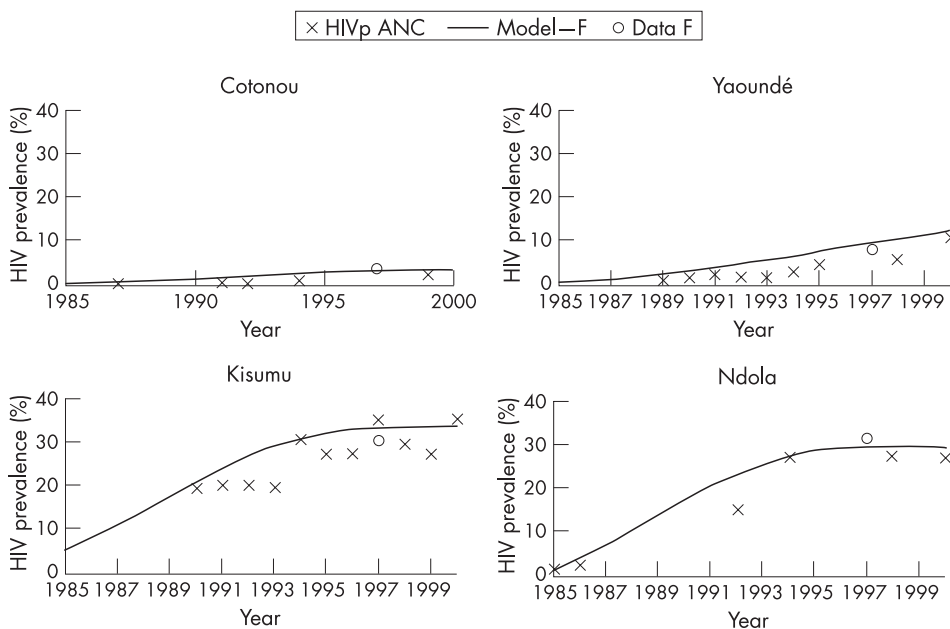 HIVp ANC Model–F Data F
Cotonou
HIV prevalence (%)
40
30
20
10
0
1985 1990 1995 2000
Year
Yaoundé
HIV prevalence (%)
40
30
20
10
0
1985 1987 1989 1991 1993 1995 1997 1999
Year
Kisumu
HIV prevalence (%)
40
30
20
10
0
1985 1987 1989 1991 1993 1995 1997 1999
Year
Ndola
HIV prevalence (%)
40
30
20
10
0
1985 1987 1989 1991 1993 1995 1997 1999
Year